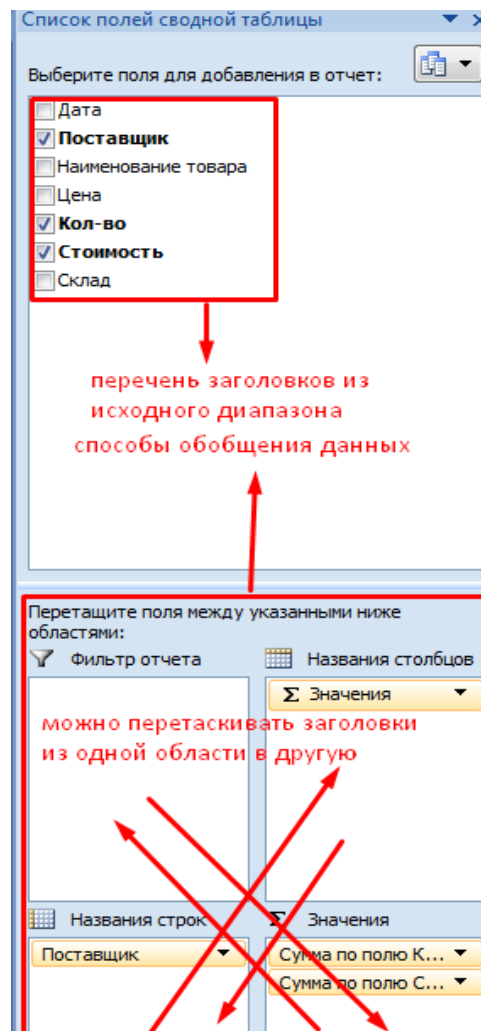 Список полей сводной таблицы
Выберите поля для добавления в отчет:
Дата
Поставщик
Наименование товара
Цена
Кол-во
Стоимость
Склад
перечень заголовков из
исходного диапазона
способы обобщения данных
Перетащите поля между указанными ниже
областями:
Фильтр отчета
Названия столбцов
Σ Значения
можно перетаскивать заголовки
из одной области в другую
Названия строк
Σ Значения
Поставщик
Сумма по полю К...
Сумма по полю С...